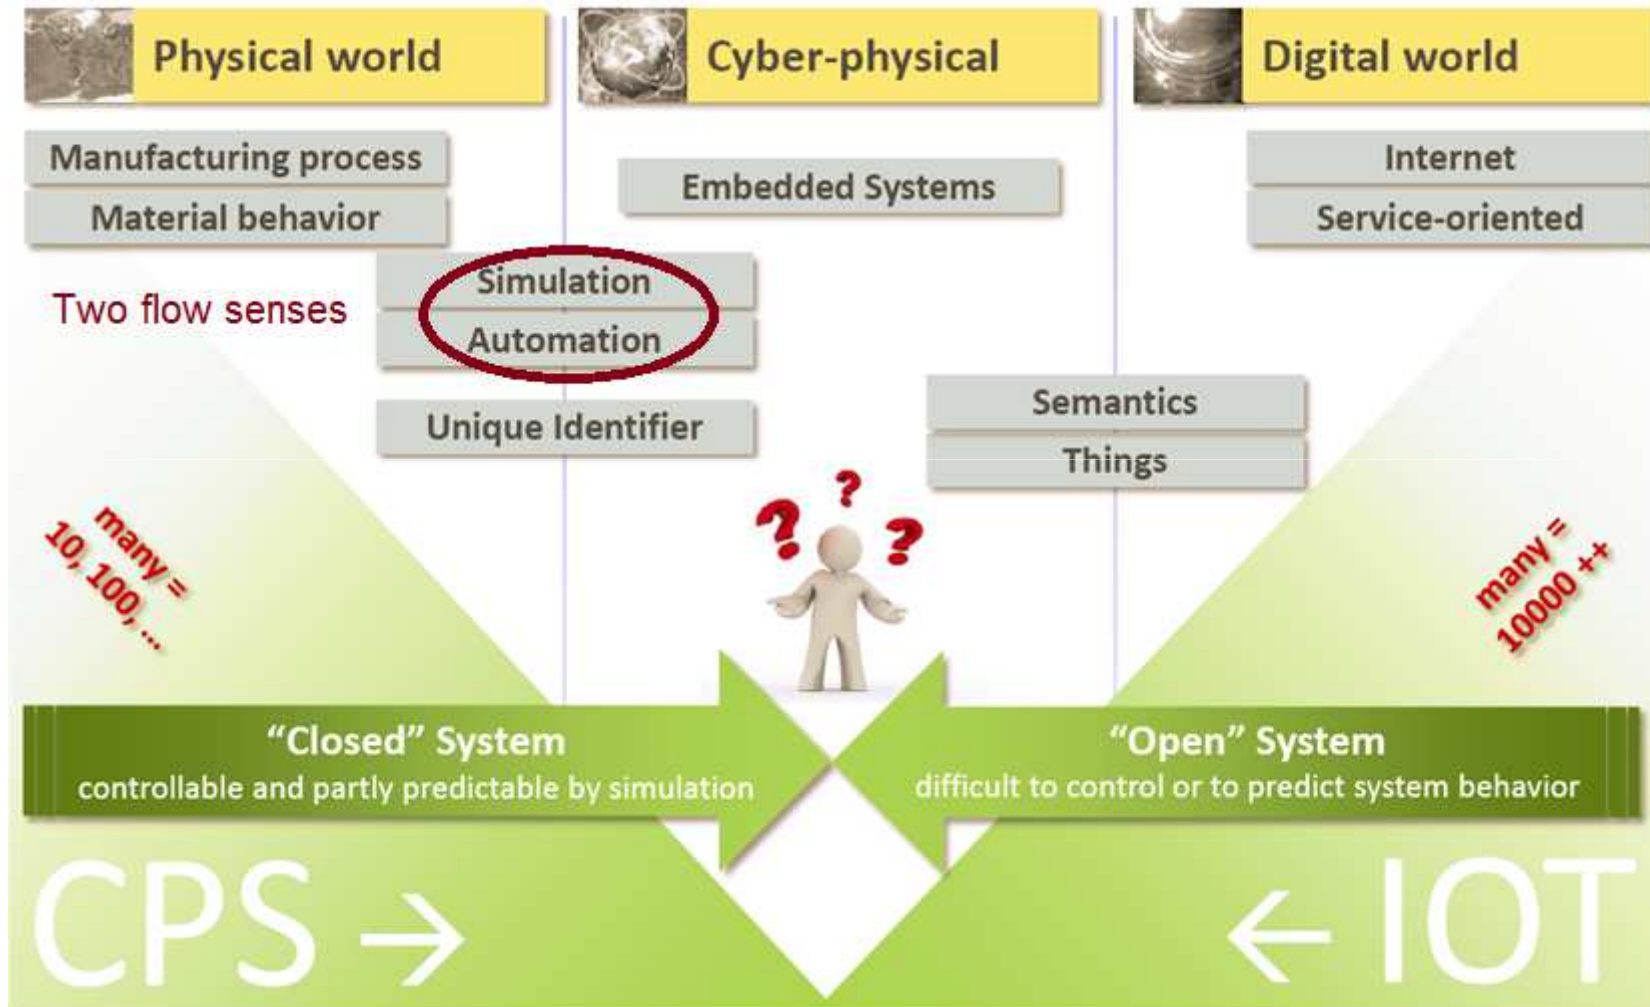 Physical world
Cyber-physical
Digital world
Manufacturing process
Material behavior
Embedded Systems
Internet
Service-oriented
Two flow senses
Simulation
Automation
Unique Identifier
Semantics
Things
? ? ?
many =
10, 100, ...
many =
10000 ++
“Closed” System
controllable and partly predictable by simulation
“Open” System
difficult to control or to predict system behavior
CPS →
← IOT